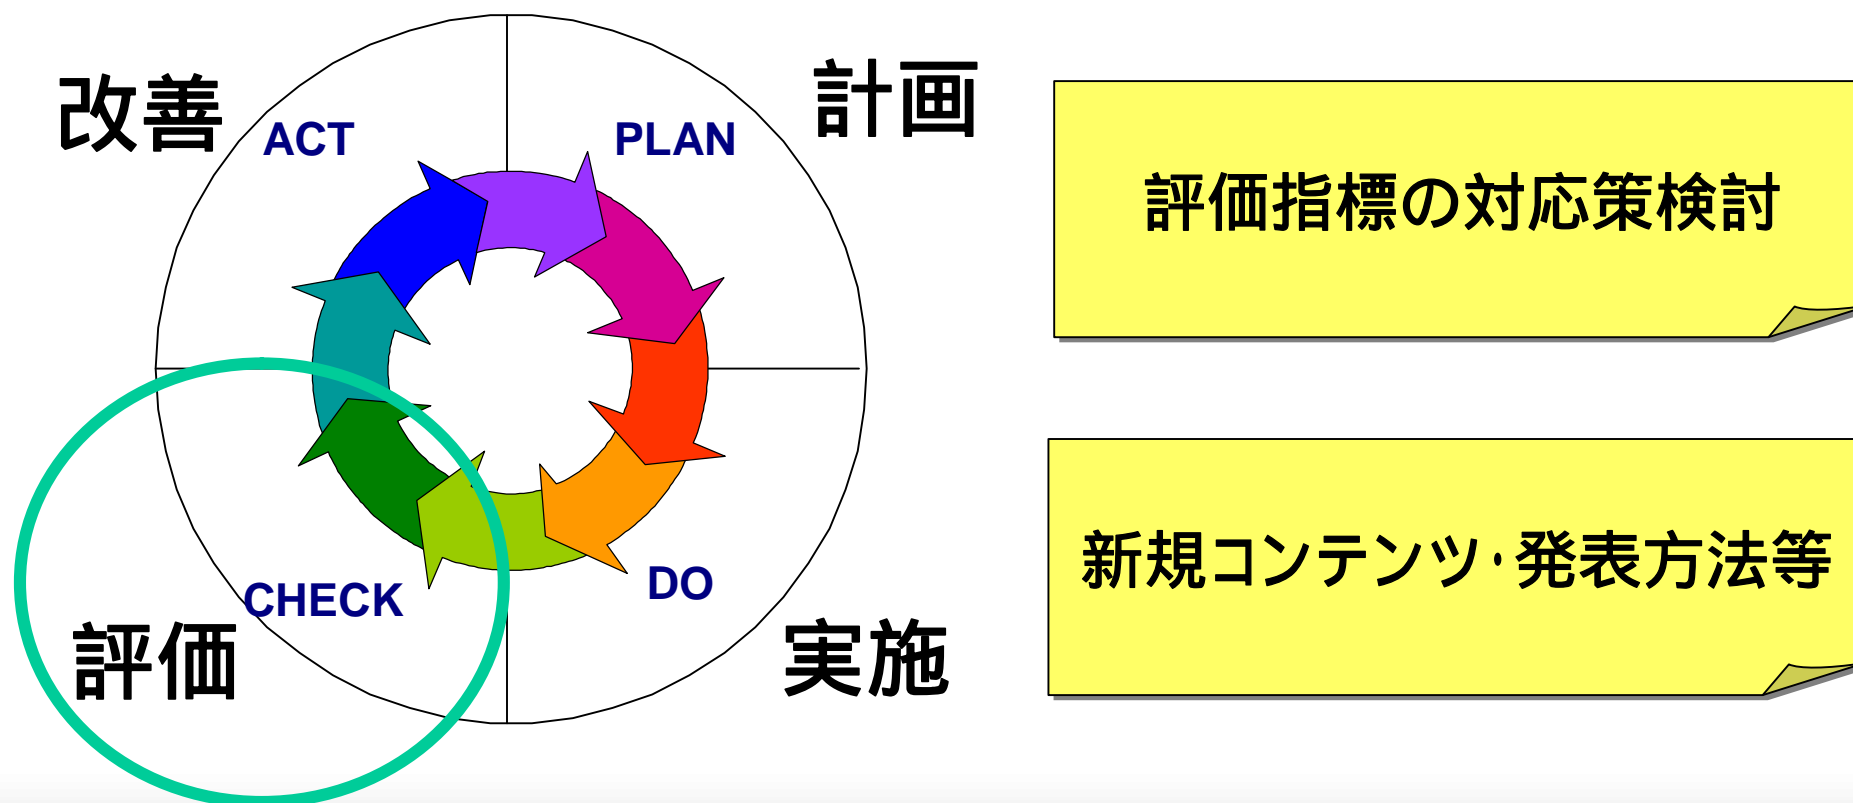 改善
ACT
PLAN
計画
評価指標の対応策検討
新規コンテンツ・発表方法等
CHECK
評価
DO
実施